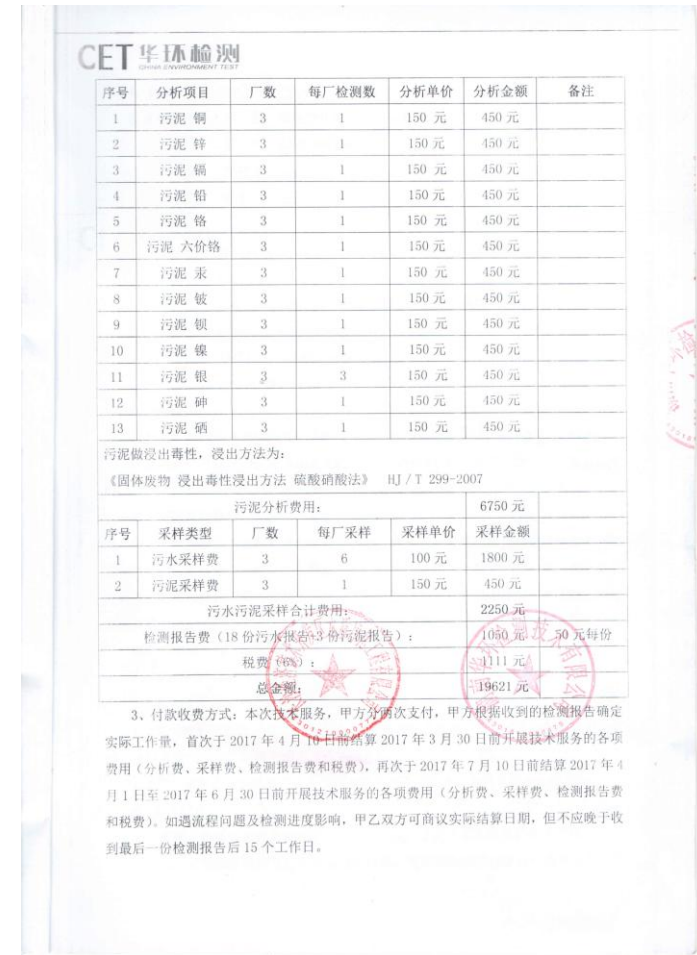 CET 华环检测
CHINA ENVIRONMENT TEST
序号 分析项目 厂数 每厂检测数 分析单价 分析金额 备注
1 污泥 铜 3 1 150 元 450 元
2 污泥 锌 3 1 150 元 450 元
3 污泥 镉 3 1 150 元 450 元
4 污泥 铅 3 1 150 元 450 元
5 污泥 铬 3 1 150 元 450 元
6 污泥 六价铬 3 1 150 元 450 元
7 污泥 汞 3 1 150 元 450 元
8 污泥 铍 3 1 150 元 450 元
9 污泥 钡 3 1 150 元 450 元
10 污泥 镍 3 1 150 元 450 元
11 污泥 银 3 3 150 元 450 元
12 污泥 砷 3 1 150 元 450 元
13 污泥 硒 3 1 150 元 450 元
污泥做浸出毒性，浸出方法为：
《固体废物 浸出毒性浸出方法 硫酸硝酸法》 HJ/T 299-2007
污泥分析费用： 6750 元
序号 采样类型 厂数 每厂采样 采样单价 采样金额
1 污水采样费 3 6 100 元 1800 元
2 污泥采样费 3 1 150 元 450 元
污水污泥采样合计费用： 2250 元
检测报告费（18 份污水报告+3 份污泥报告）： 1050 元 50 元每份
税费（6%）： 1111 元
总金额： 19621 元
3、付款收费方式：本次技术服务，甲方分两次支付，甲方根据收到的检测报告确定
实际工作量，首次于 2017 年 4 月 10 日前结算 2017 年 3 月 30 日前开展技术服务的各项
费用（分析费、采样费、检测报告费和税费），再次于 2017 年 7 月 10 日前结算 2017 年 4
月 1 日至 2017 年 6 月 30 日前开展技术服务的各项费用（分析费、采样费、检测报告费
和税费）。如遇流程问题及检测进度影响，甲乙双方可商议实际结算日期，但不应晚于收
到最后一份检测报告后 15 个工作日。